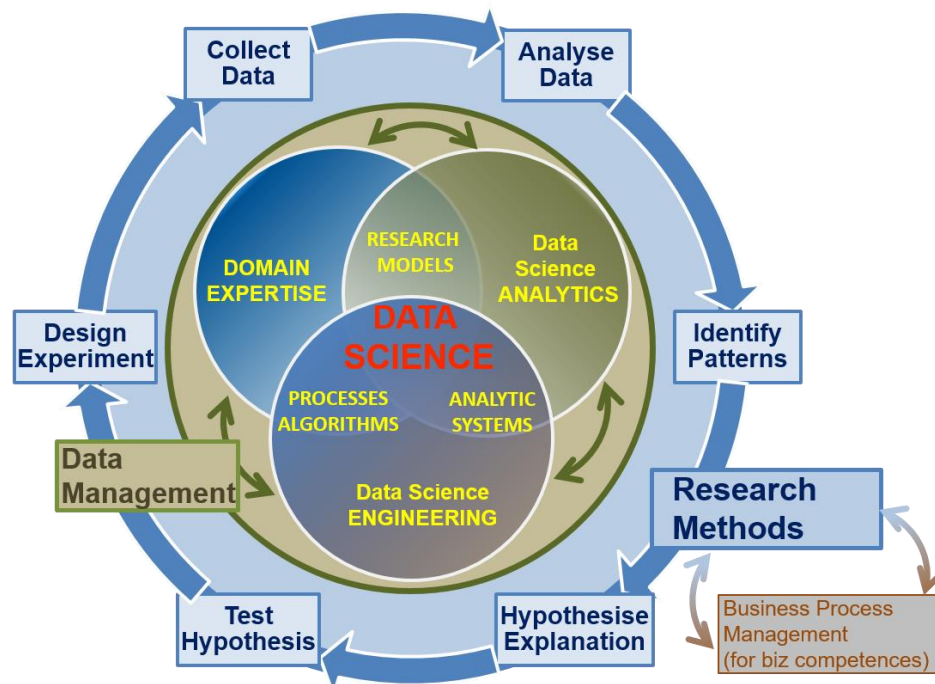 Collect
Data
Analyse
Data
RESEARCH
MODELS
Data
Science
ANALYTICS
DOMAIN
EXPERTISE
DATA
SCIENCE
Design
Experiment
Identify
Patterns
PROCESSES
ALGORITHMS
ANALYTIC
SYSTEMS
Data
Management
Data Science
ENGINEERING
Research
Methods
Test
Hypothesis
Hypothesise
Explanation
Business Process
Management
(for biz competences)